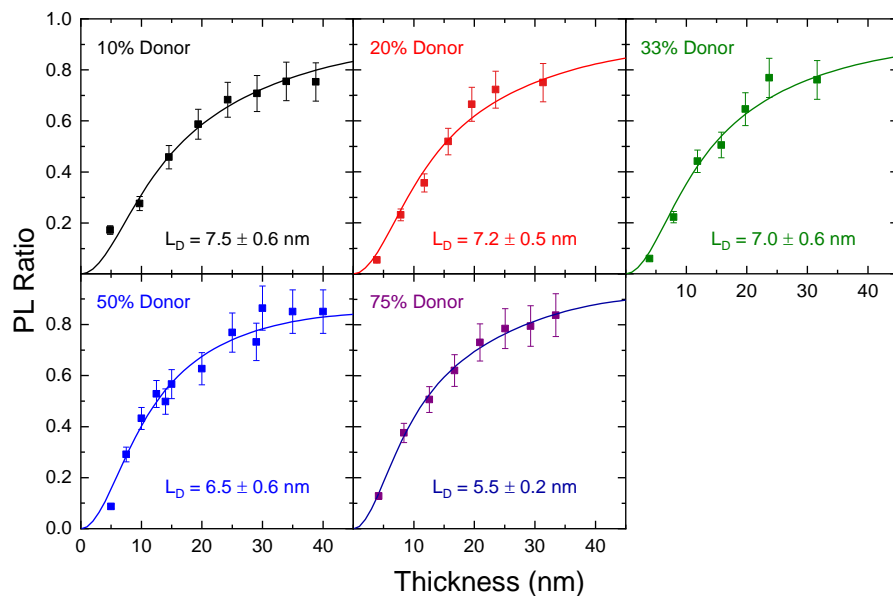 10% Donor
20% Donor
33% Donor
1.0
0.8
0.6
0.4
0.2
L_D = 7.5 ± 0.6 nm
L_D = 7.2 ± 0.5 nm
L_D = 7.0 ± 0.6 nm
10 20 30 40
PL Ratio
50% Donor
75% Donor
0.8
0.6
0.4
0.2
0.0
L_D = 6.5 ± 0.6 nm
L_D = 5.5 ± 0.2 nm
0 10 20 30 40
10 20 30 40
Thickness (nm)